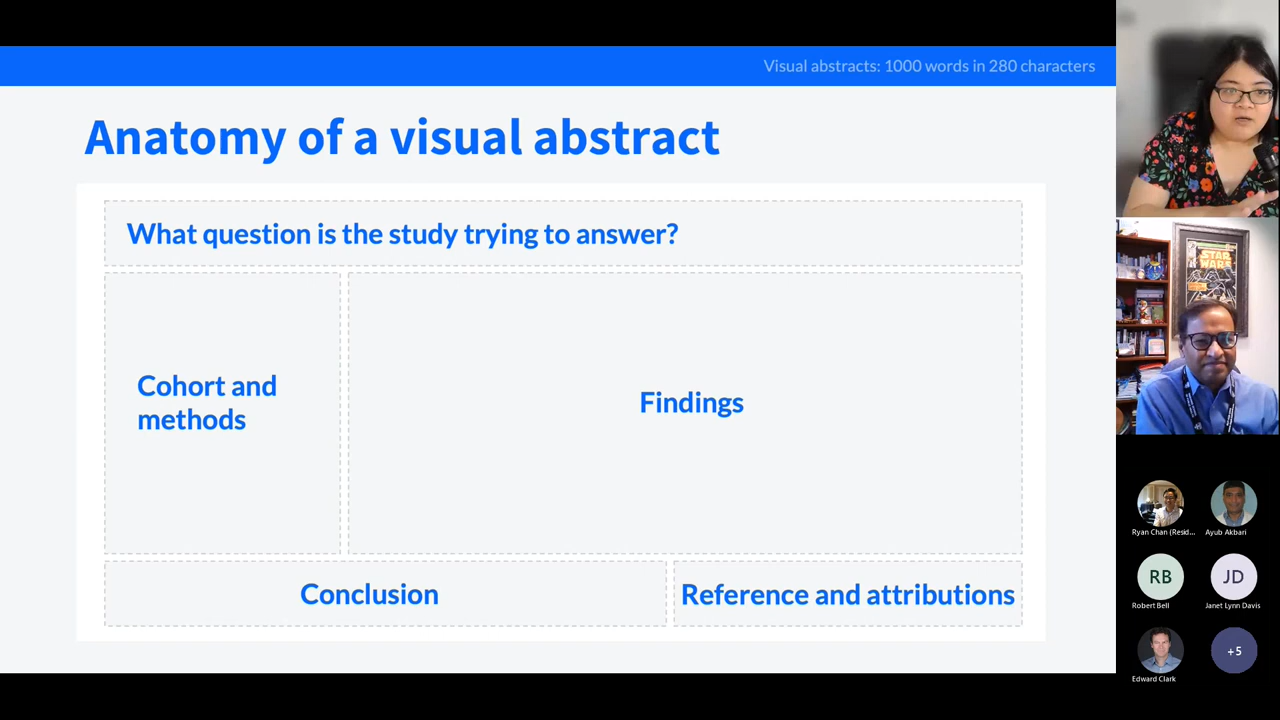 Visual abstracts: 1000 words in 280 characters
Anatomy of a visual abstract
What question is the study trying to answer?
Cohort and
methods
Findings
Conclusion
Reference and attributions
STAR
WARS
Ryan Chan (Resid...
Ayub Akbari
RB
JD
Robert Bell
Janet Lynn Davis
+5
Edward Clark